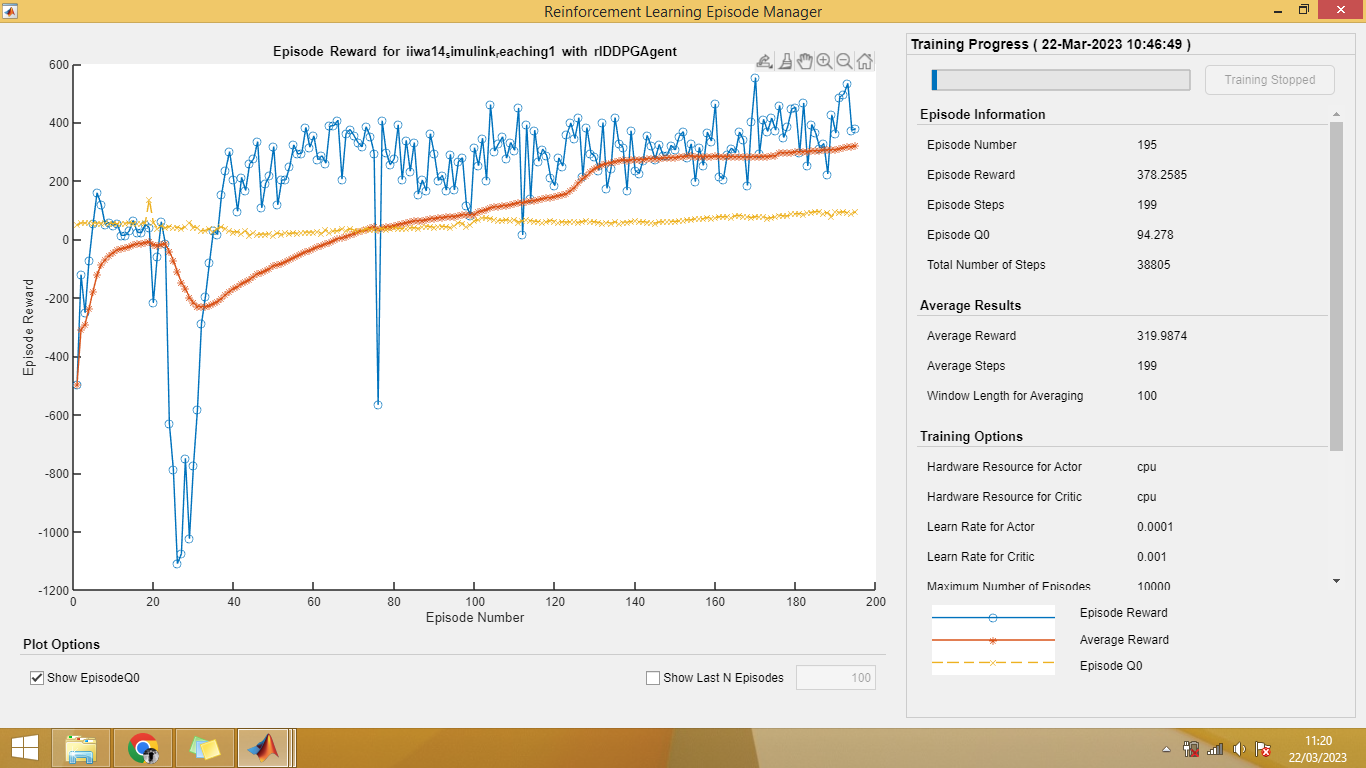 Reinforcement Learning Episode Manager
Episode Reward for iiwa14simulinkreaching1 with rlDDPGAgent
600
400
200
0
-200
-400
-600
-800
-1000
-1200
Episode Reward
0 20 40 60 80 100 120 140 160 180 200
Episode Number
Plot Options
Show EpisodeQ0
Show Last N Episodes 100
Training Progress ( 22-Mar-2023 10:46:49 )
Training Stopped
Episode Information
Episode Number 195
Episode Reward 378.2585
Episode Steps 199
Episode Q0 94.278
Total Number of Steps 38805
Average Results
Average Reward 319.9874
Average Steps 199
Window Length for Averaging 100
Training Options
Hardware Resource for Actor cpu
Hardware Resource for Critic cpu
Learn Rate for Actor 0.0001
Learn Rate for Critic 0.001
Maximum Number of Episodes 10000
Episode Reward
Average Reward
Episode Q0
11:20
22/03/2023